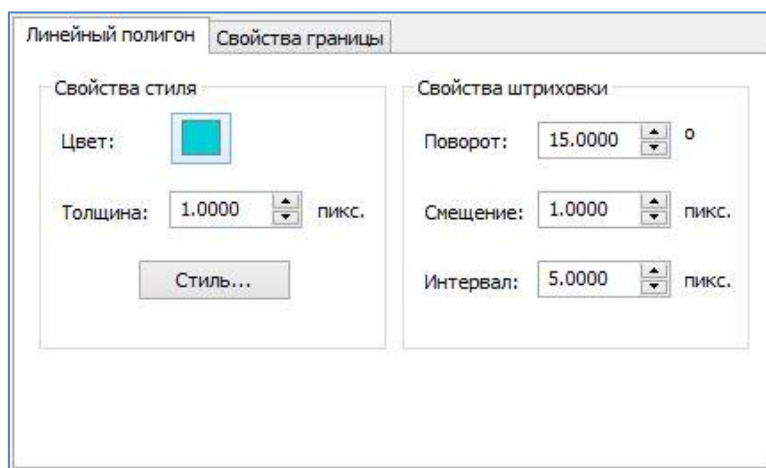 Линейный полигон
Свойства границы
Свойства стиля
Цвет:
Толщина: 1.0000 пикс.
Стиль...
Свойства штриховки
Поворот: 15.0000 о
Смещение: 1.0000 пикс.
Интервал: 5.0000 пикс.